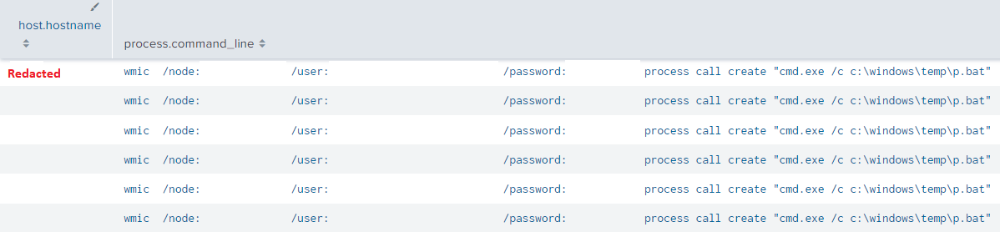 host.hostname
process.command_line
Redacted wmic /node: /user: /password: process call create "cmd.exe /c c:\windows\temp\p.bat"
wmic /node: /user: /password: process call create "cmd.exe /c c:\windows\temp\p.bat"
wmic /node: /user: /password: process call create "cmd.exe /c c:\windows\temp\p.bat"
wmic /node: /user: /password: process call create "cmd.exe /c c:\windows\temp\p.bat"
wmic /node: /user: /password: process call create "cmd.exe /c c:\windows\temp\p.bat"
wmic /node: /user: /password: process call create "cmd.exe /c c:\windows\temp\p.bat"